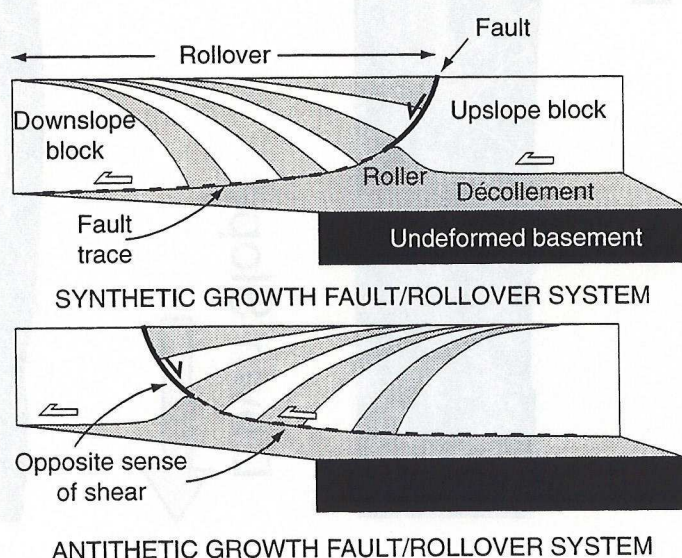 Fault
Rollover
Downslope
block
Upslope block
Roller
Décollement
Fault
trace
Undeformed basement
SYNTHETIC GROWTH FAULT/ROLLOVER SYSTEM
Opposite sense
of shear
ANTITHETIC GROWTH FAULT/ROLLOVER SYSTEM